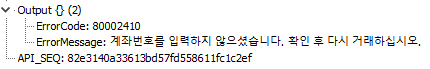 Output {} (2)
ErrorCode: 80002410
ErrorMessage: 계좌번호를 입력하지 않으셨습니다. 확인 후 다시 거래하십시오.
API_SEQ: 82e3140a33613bd57fd558611fc1c2ef